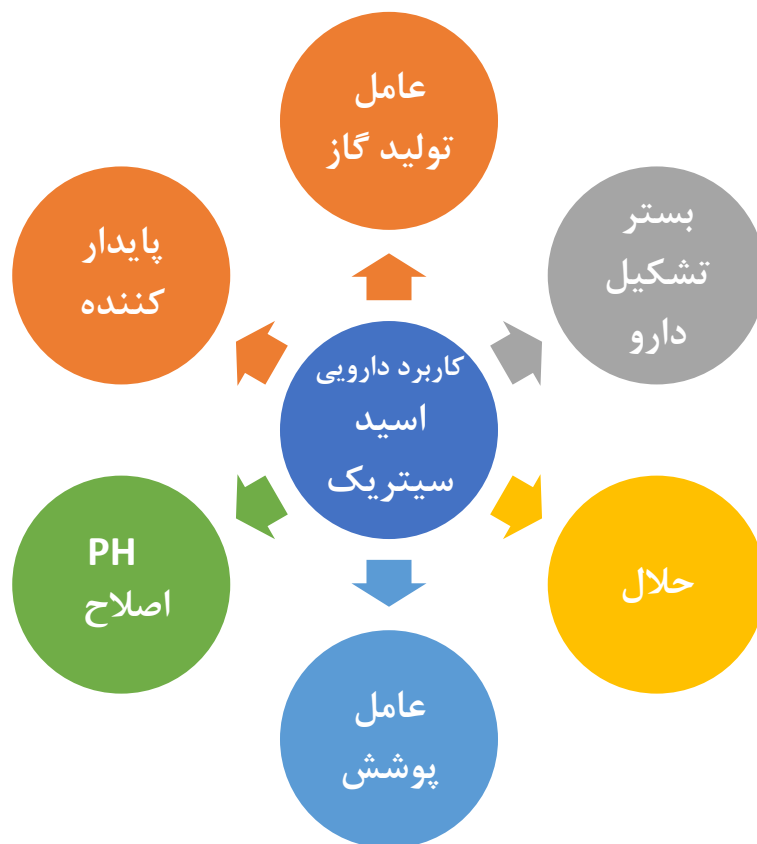 عامل
تولید گاز
بستر
تشکیل
دارو
پایدار
کننده
کاربرد دارویی
اسید
سیتریک
PH
اصلاح
حلال
عامل
پوشش